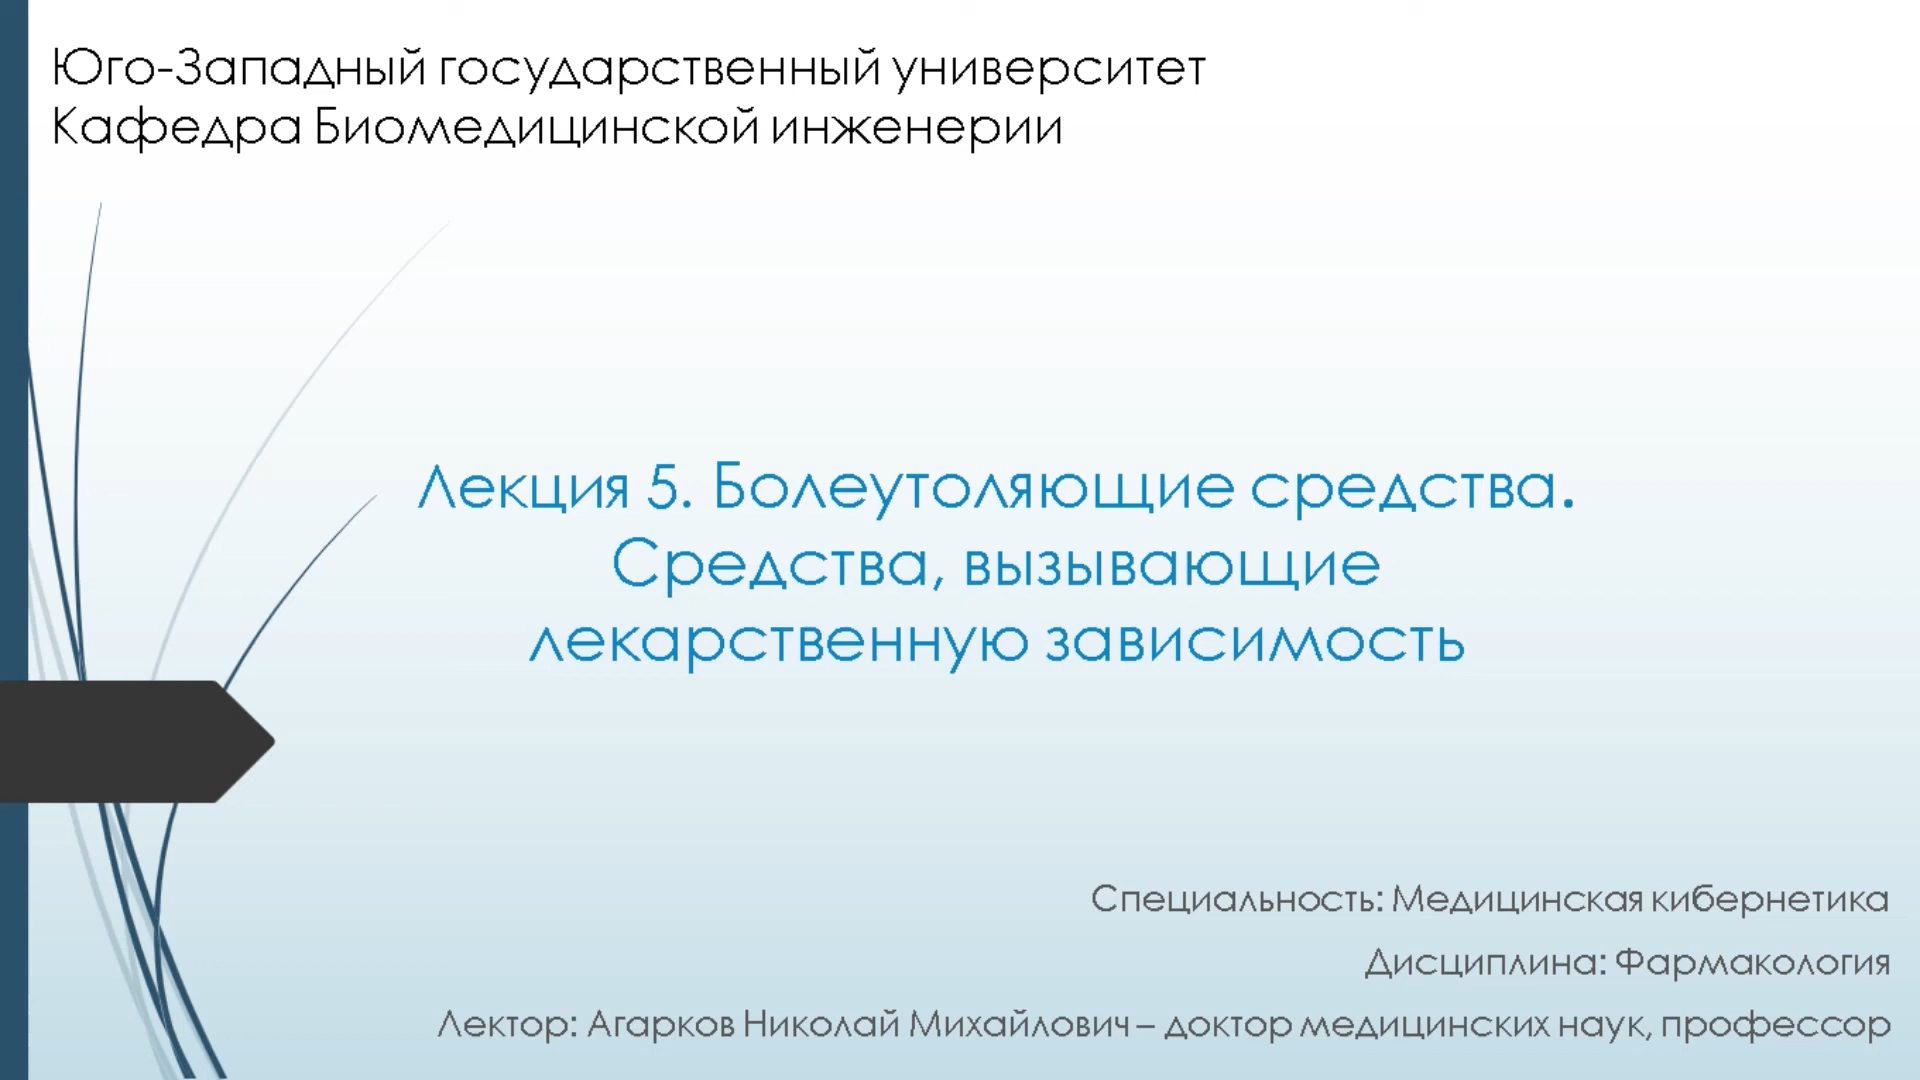 Юго-Западный государственный университет
Кафедра Биомедицинской инженерии
Лекция 5. Болеутоляющие средства.
Средства, вызывающие
лекарственную зависимость
Специальность: Медицинская кибернетика
Дисциплина: Фармакология
Лектор: Агарков Николай Михайлович – доктор медицинских наук, профессор